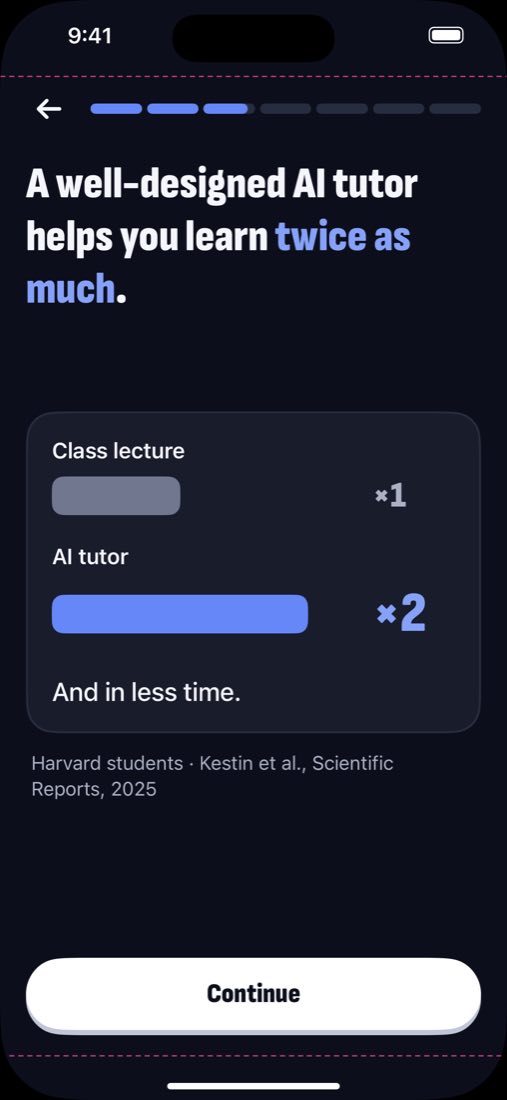 9:41
A well-designed AI tutor
helps you learn twice as
much.
Class lecture
×1
AI tutor
×2
And in less time.
Harvard students · Kestin et al., Scientific
Reports, 2025
Continue